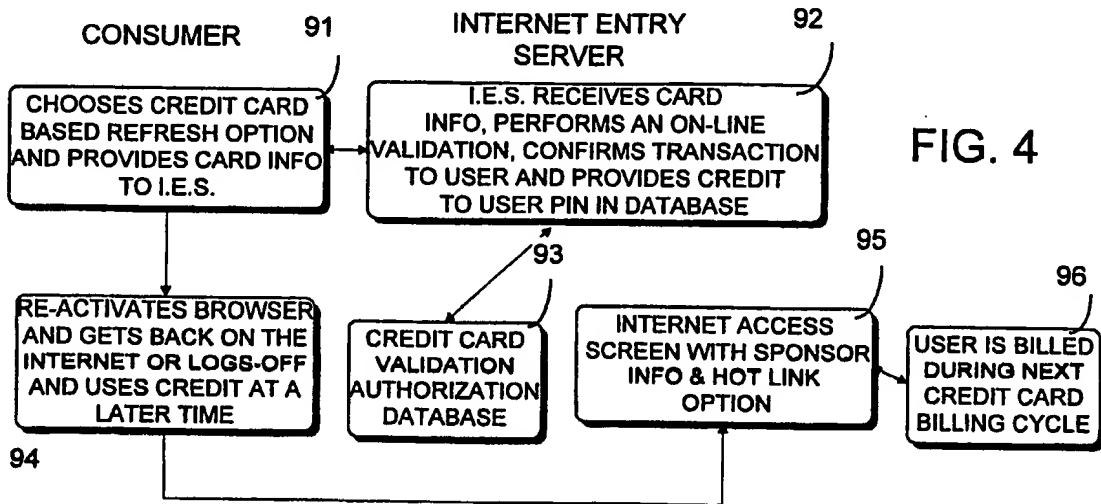 CONSUMER
91
INTERNET ENTRY
SERVER
92
CHOOSES CREDIT CARD
BASED REFRESH OPTION
AND PROVIDES CARD INFO
TO I.E.S.
I.E.S. RECEIVES CARD
INFO, PERFORMS AN ON-LINE
VALIDATION, CONFIRMS TRANSACTION
TO USER AND PROVIDES CREDIT
TO USER PIN IN DATABASE
FIG. 4
RE-ACTIVATES BROWSER
AND GETS BACK ON THE
INTERNET OR LOGS-OFF
AND USES CREDIT AT A
LATER TIME
94
93
CREDIT CARD
VALIDATION
AUTHORIZATION
DATABASE
95
INTERNET ACCESS
SCREEN WITH SPONSOR
INFO & HOT LINK
OPTION
96
USER IS BILLED
DURING NEXT
CREDIT CARD
BILLING CYCLE